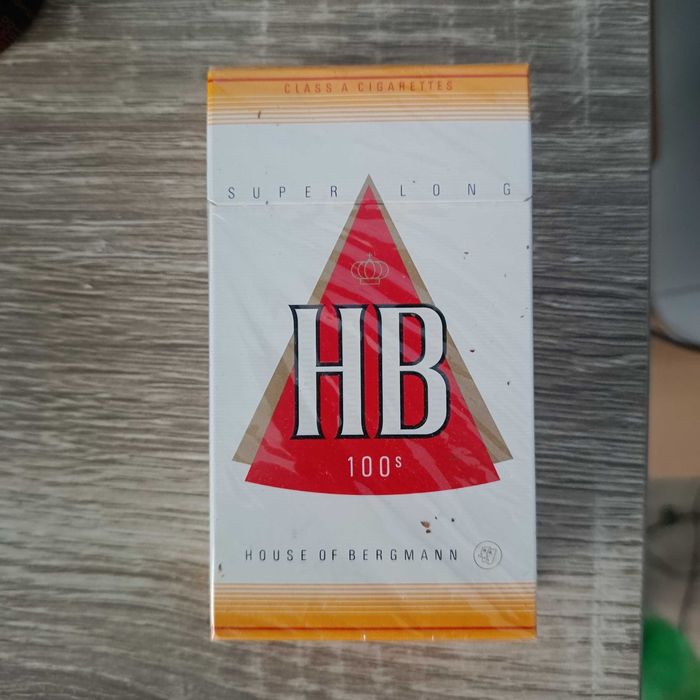 CLASS A CIGARETTES
SUPER LONG
HB
100s
HOUSE OF BERGMANN